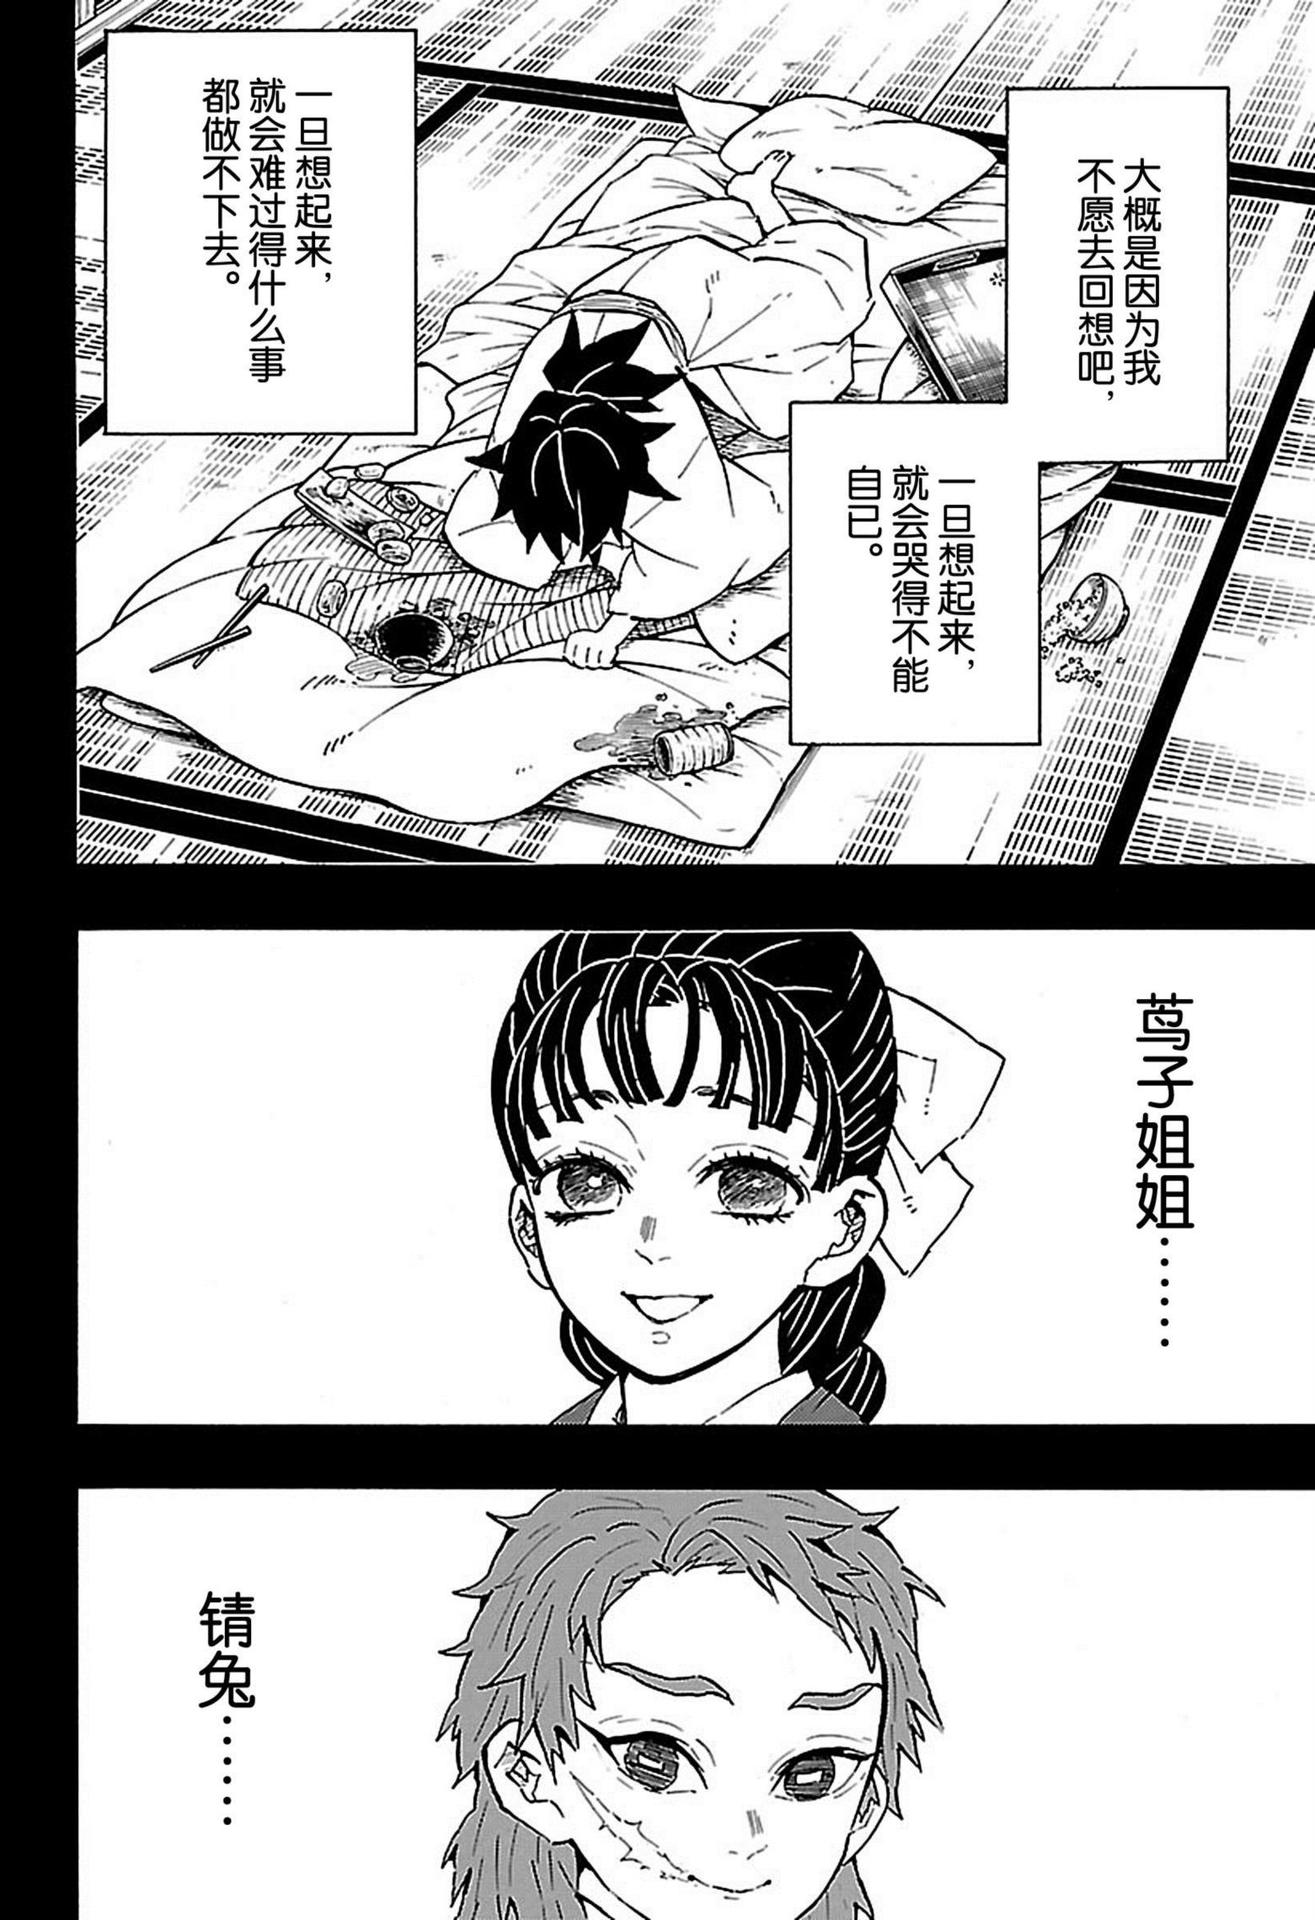 大概是因为我
不愿去回想吧，
一旦想起来，
就会哭得不能
自已。
一旦想起来，
就会难过得什么事
都做不下去。
茑子姐姐……
锖兔……